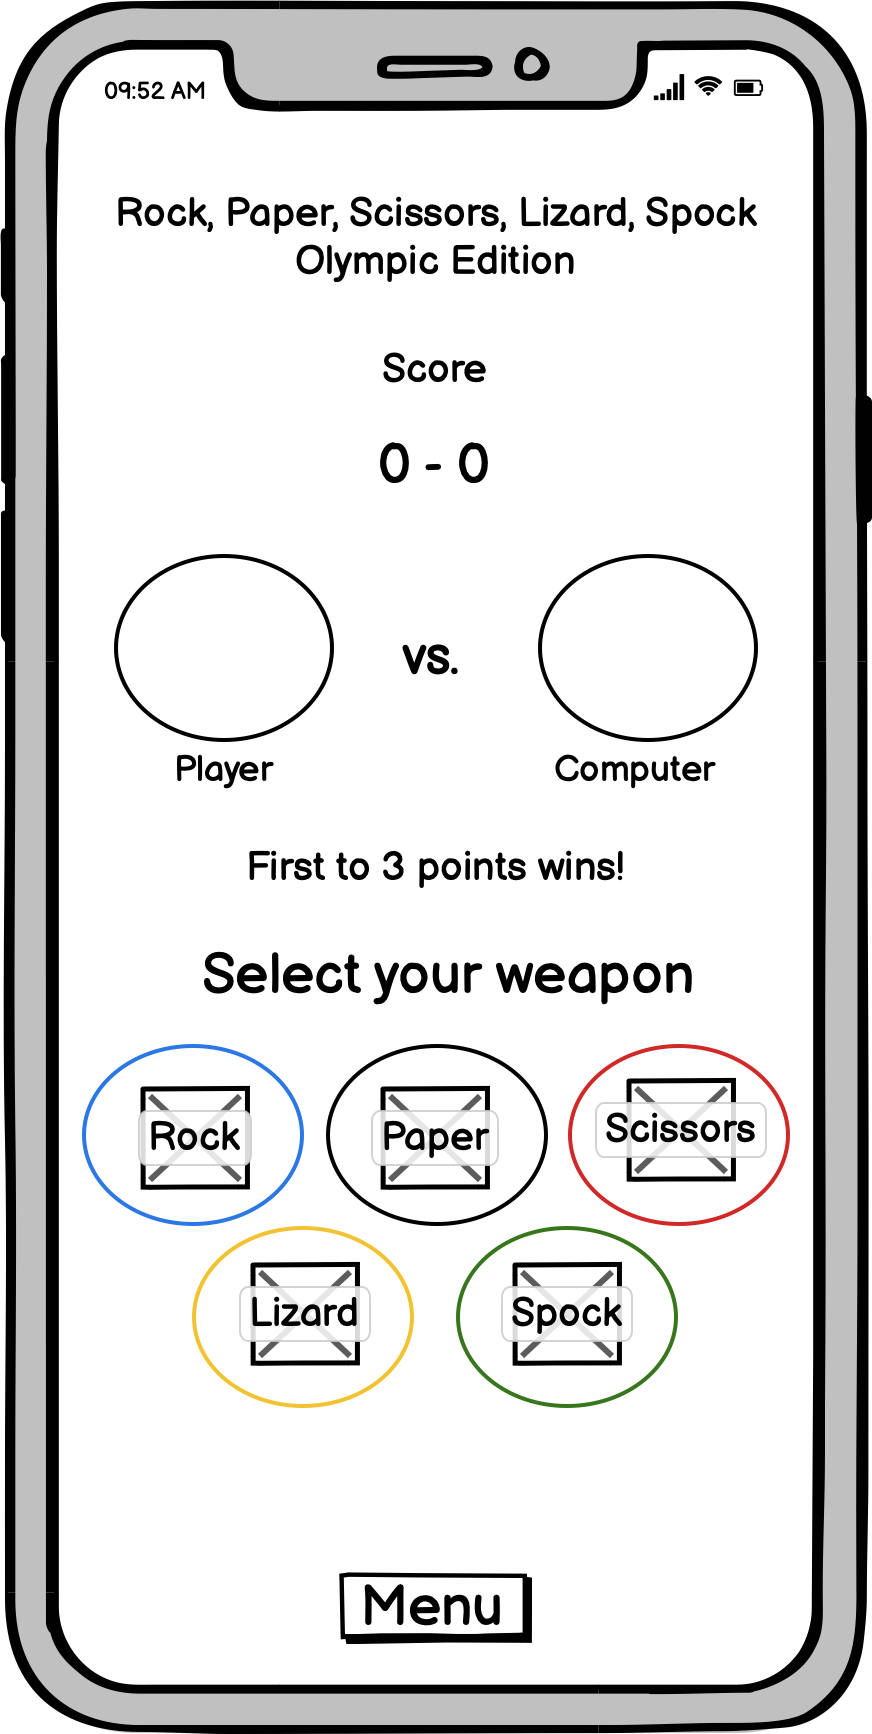 09:52 AM
Rock, Paper, Scissors, Lizard, Spock
Olympic Edition
Score
0 - 0
vs.
Player
Computer
First to 3 points wins!
Select your weapon
Rock
Paper
Scissors
Lizard
Spock
Menu